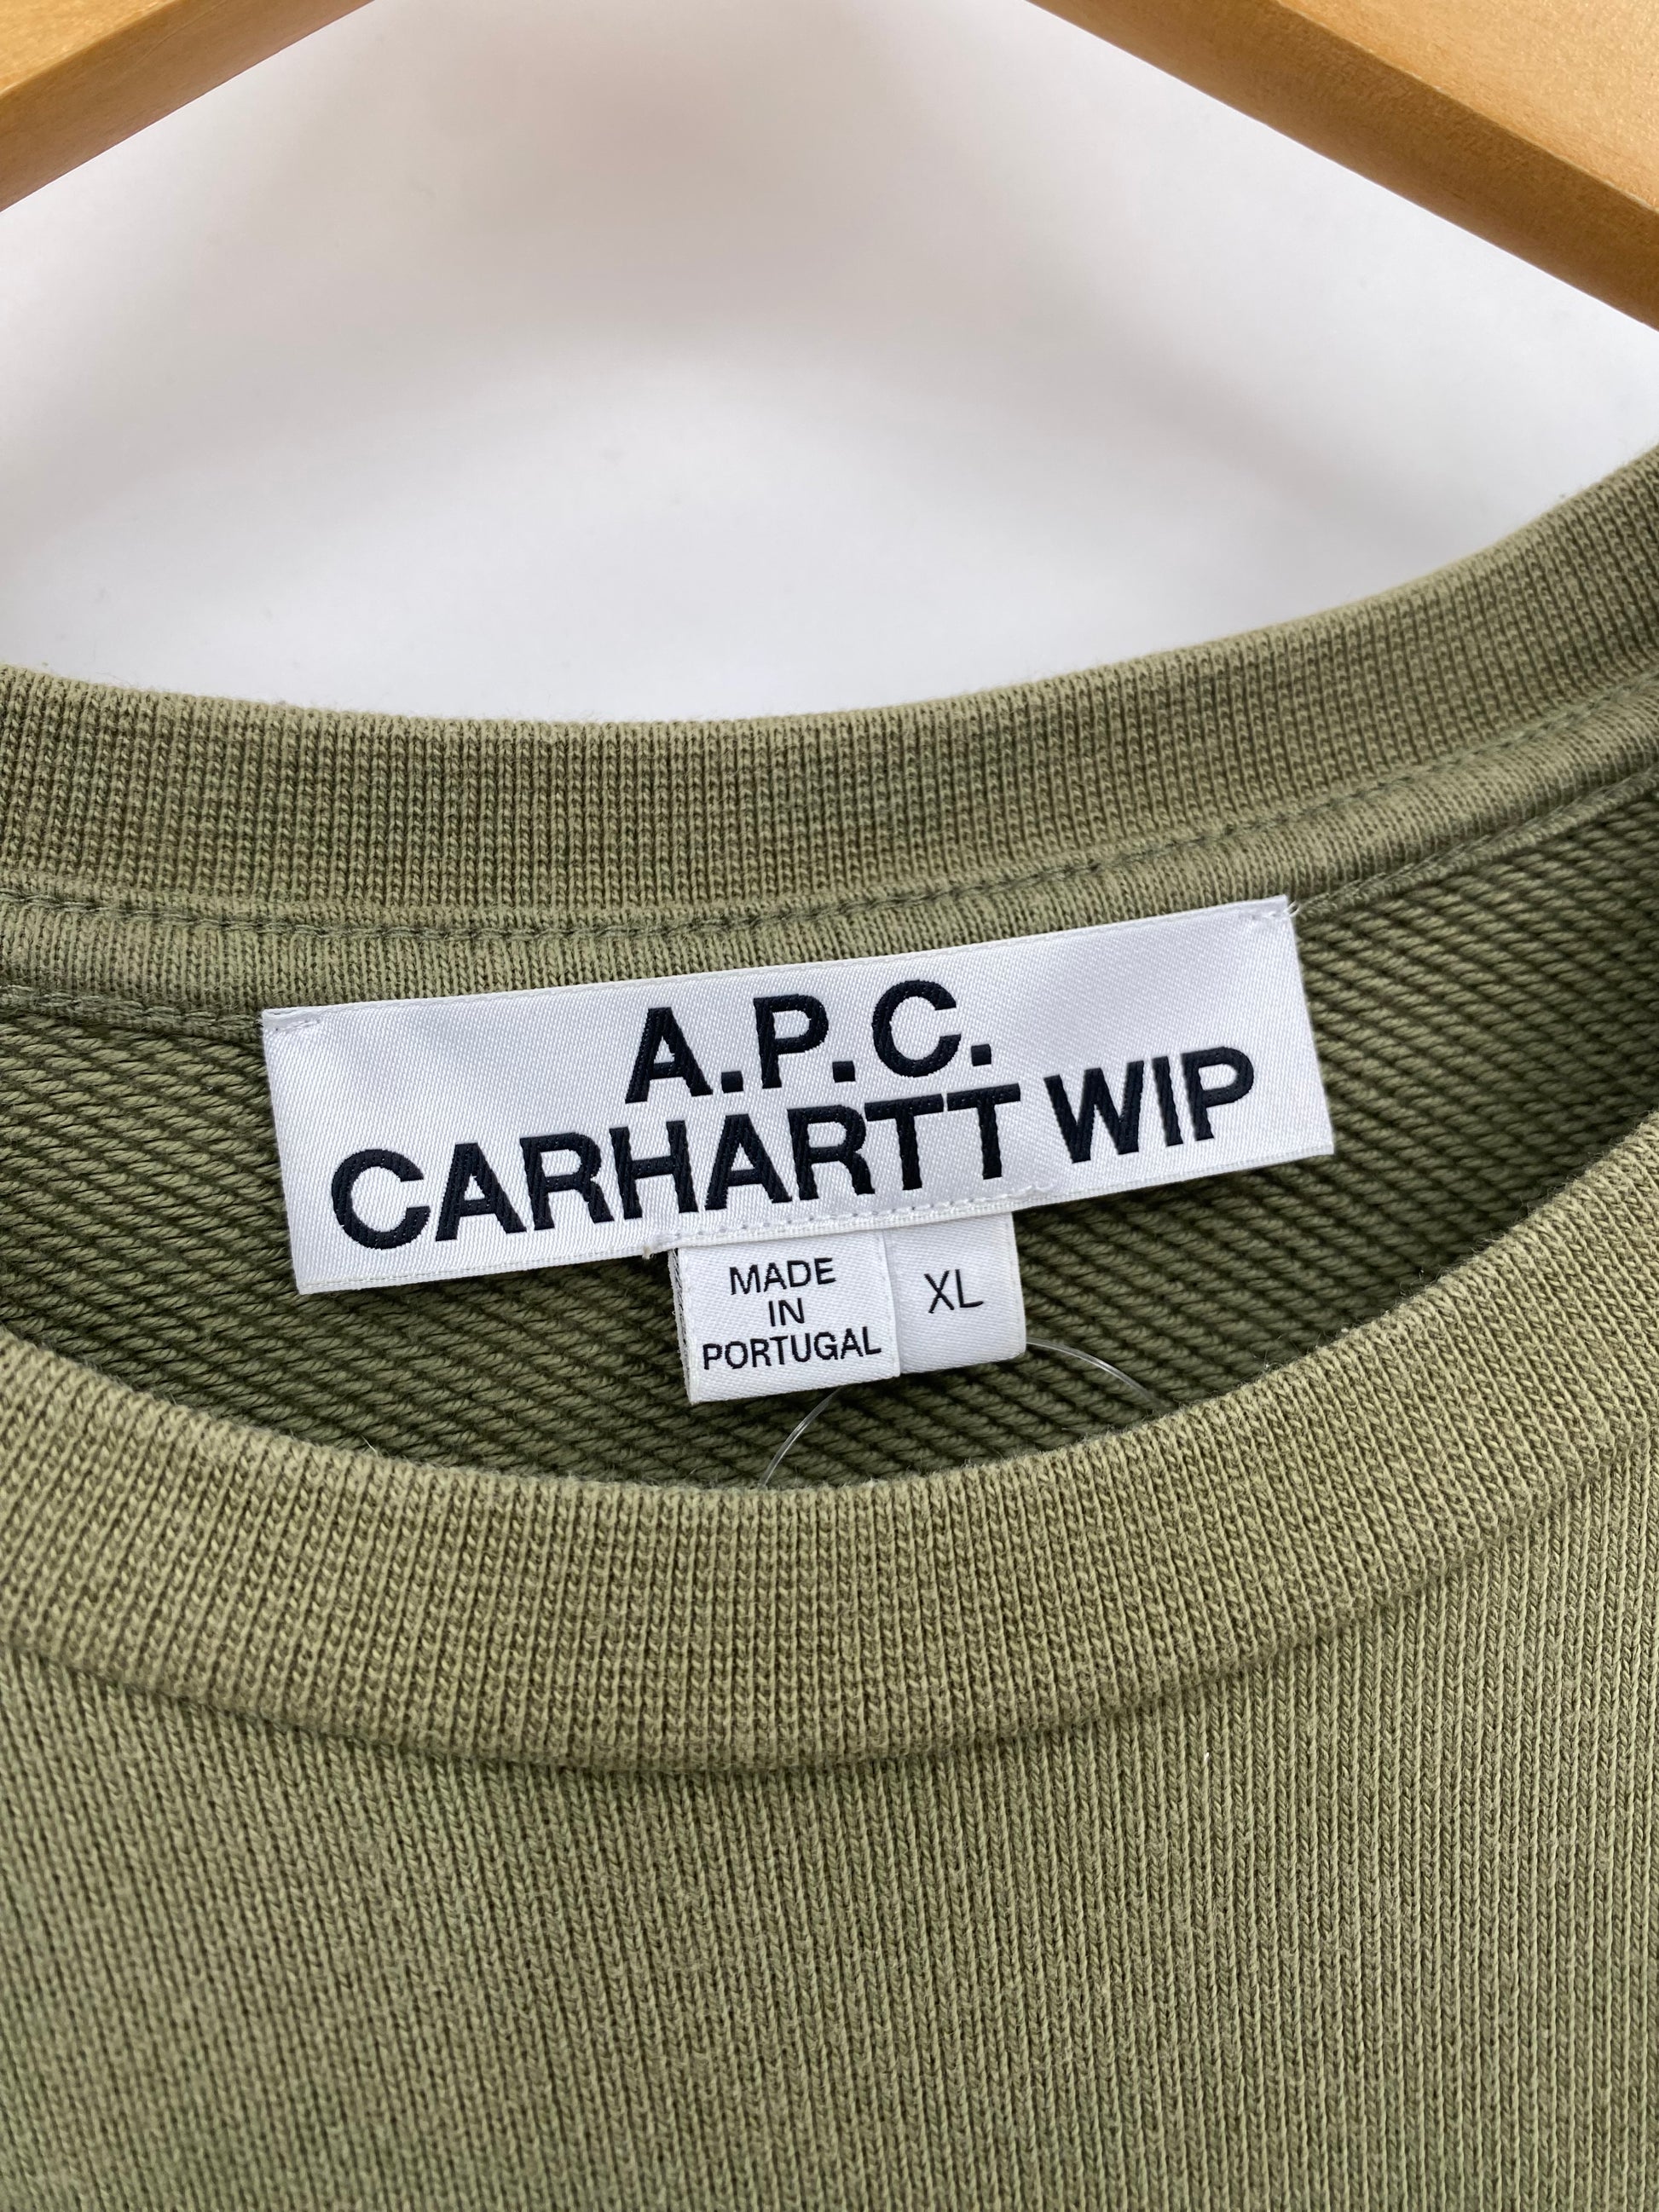 A.P.C.
CARHARTT WIP
MADE
IN
PORTUGAL
XL